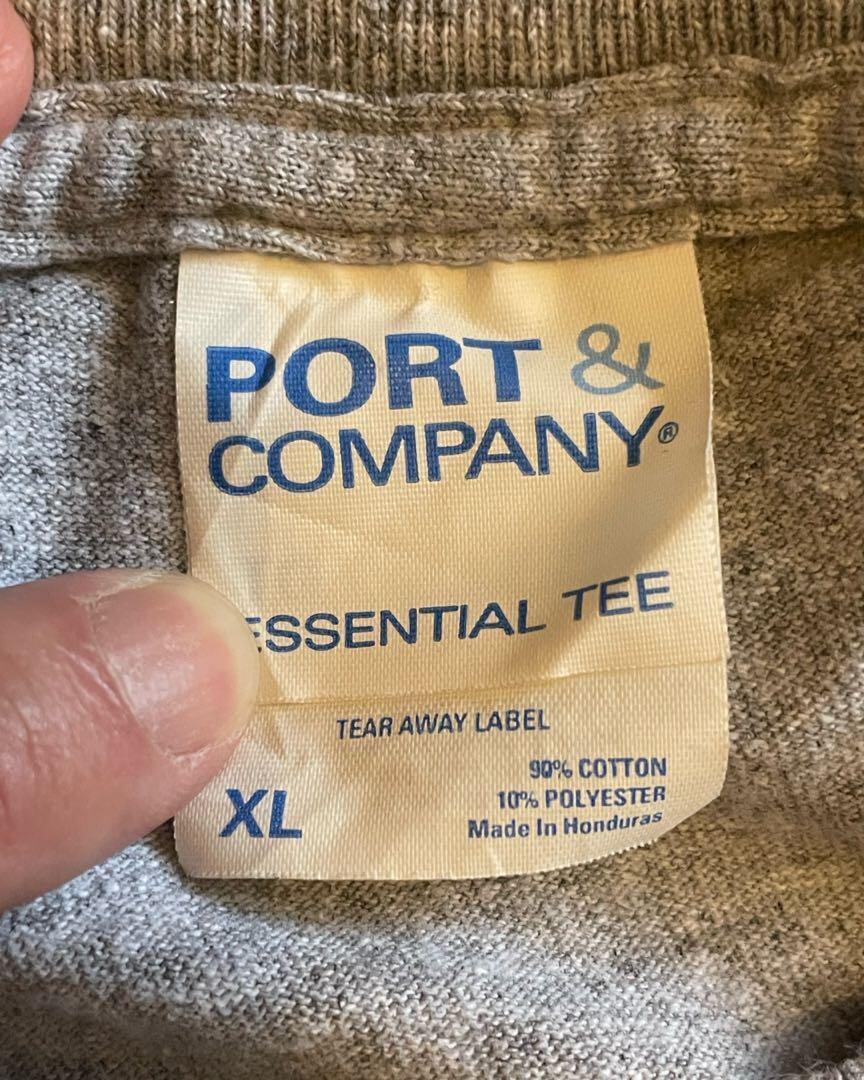 PORT &
COMPANY®
ESSENTIAL TEE
TEAR AWAY LABEL
XL
90% COTTON
10% POLYESTER
Made In Honduras